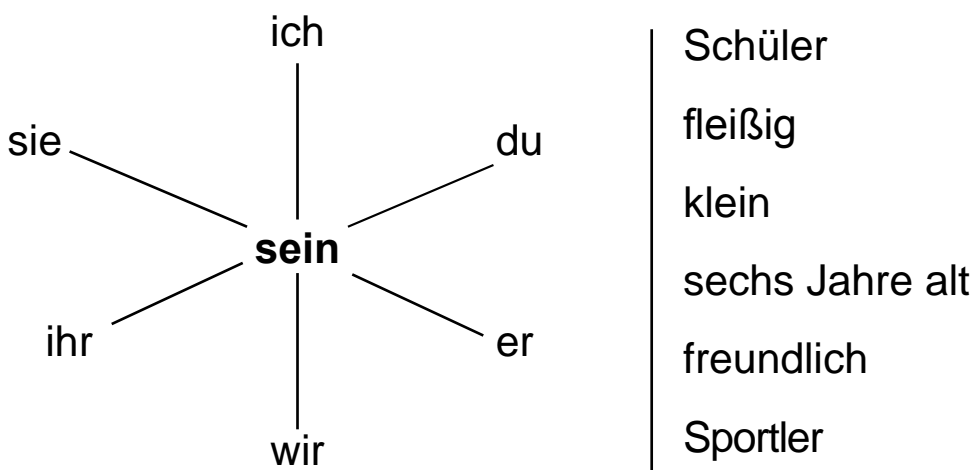 ich
sie
du
sein
ihr
er
wir
Schüler
fleißig
klein
sechs Jahre alt
freundlich
Sportler